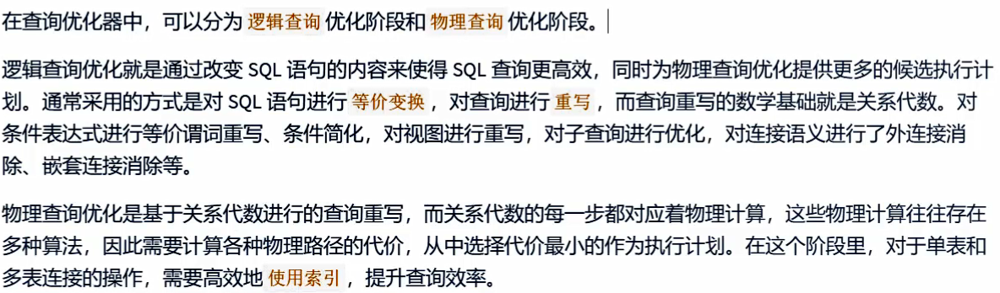 在查询优化器中，可以分为 逻辑查询 优化阶段和 物理查询 优化阶段。
逻辑查询优化就是通过改变 SQL 语句的内容来使得 SQL 查询更高效，同时为物理查询优化提供更多的候选执行计
划。通常采用的方式是对 SQL 语句进行 等价变换 ，对查询进行 重写 ，而查询重写的数学基础就是关系代数。对
条件表达式进行等价谓词重写、条件简化，对视图进行重写，对子查询进行优化，对连接语义进行了外连接消
除、嵌套连接消除等。
物理查询优化是基于关系代数进行的查询重写，而关系代数的每一步都对应着物理计算，这些物理计算往往存在
多种算法，因此需要计算各种物理路径的代价，从中选择代价最小的作为执行计划。在这个阶段里，对于单表和
多表连接的操作，需要高效地 使用索引 ，提升查询效率。